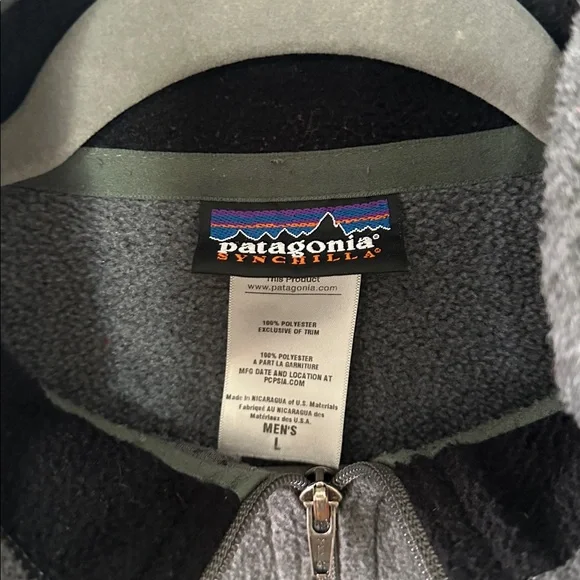 patagonia®
SYNCHILLA®
This Product
www.patagonia.com
100% POLYESTER
EXCLUSIVE OF TRIM
100% POLYESTER
A PART LA GARNITURE
MFG DATE AND LOCATION AT
PCPSIA.COM
Made in NICARAGUA of U.S. Materials
Fabriqué AU NICARAGUA des
Matériaux des U.S.A.
MEN'S
L